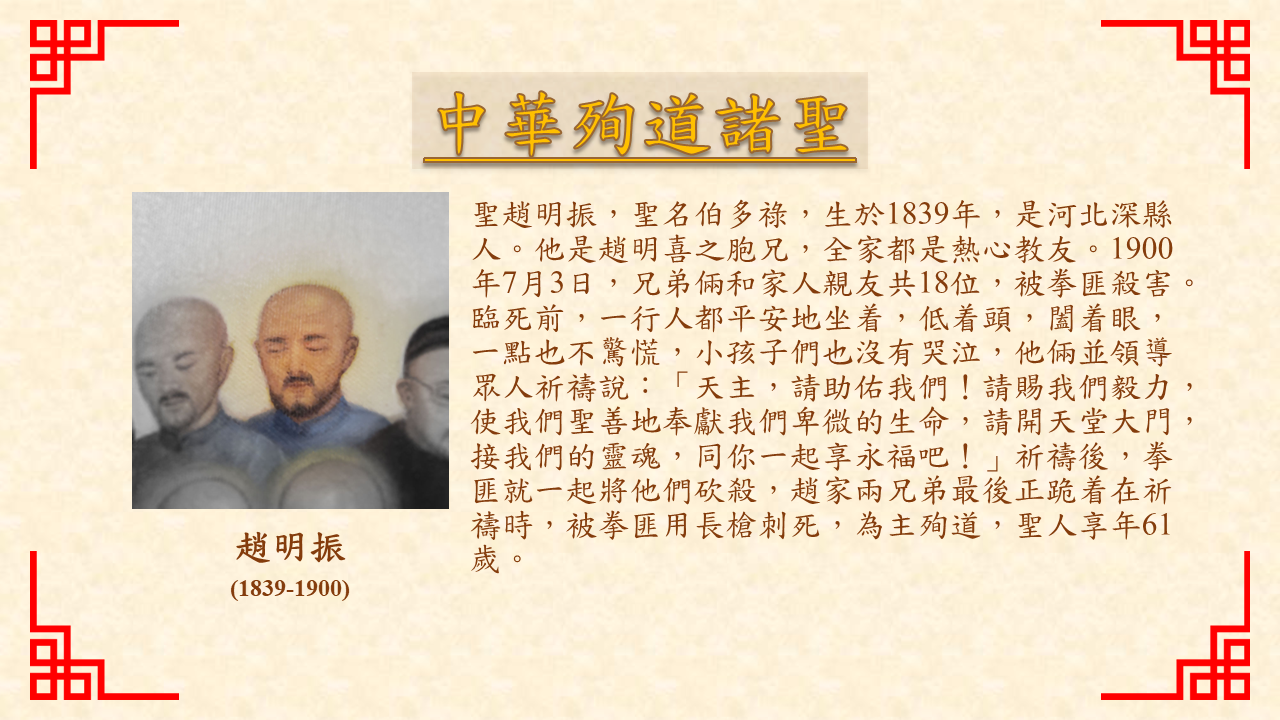 中華殉道諸聖
聖趙明振，聖名伯多祿，生於1839年，是河北深縣
人。他是趙明喜之胞兄，全家都是熱心教友。1900
年7月3日，兄弟倆和家人親友共18位，被拳匪殺害。
臨死前，一行人都平安地坐着，低着頭，闔着眼，
一點也不驚慌，小孩子們也沒有哭泣，他倆並領導
眾人祈禱說：「天主，請助佑我們！請賜我們毅力，
使我們聖善地奉獻我們卑微的生命，請開天堂大門，
接我們的靈魂，同你一起享永福吧！」祈禱後，拳
匪就一起將他們砍殺，趙家兩兄弟最後正跪着在祈
禱時，被拳匪用長槍刺死，為主殉道，聖人享年61
歲。
趙明振
(1839-1900)